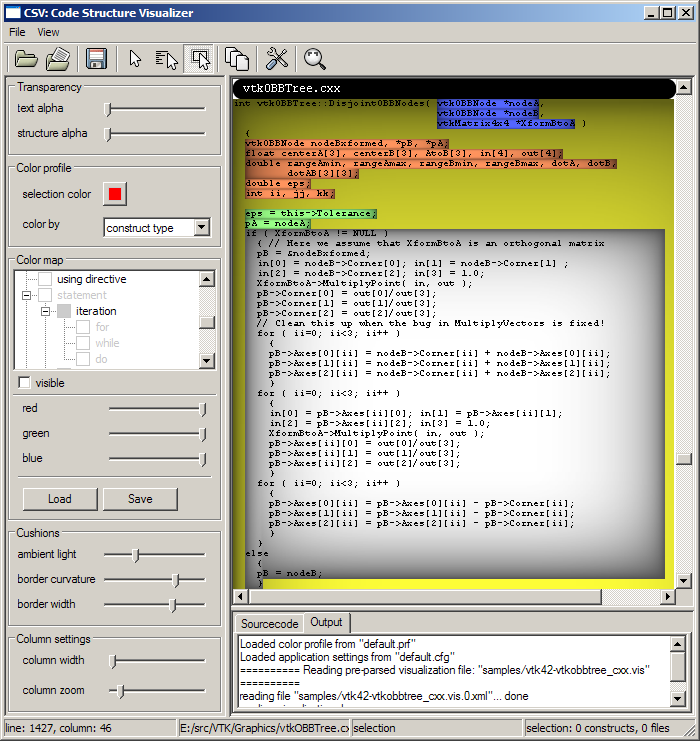 CSV: Code Structure Visualizer
File View
Transparency
text alpha
structure alpha
Color profile
selection color
color by construct type
Color map
using directive
statement
iteration
for
while
do
visible
red
green
blue
Load Save
Cushions
ambient light
border curvature
border width
Column settings
column width
column zoom
vtkOBBTree.cxx
int vtkOBBTree::DisjointOBBNodes( vtkOBBNode *nodeA,
vtkOBBNode *nodeB,
vtkMatrix4x4 *XformBtoA )
{
vtkOBBNode nodeBxformed, *pB, *pA;
float centerA[3], centerB[3], AtoB[3], in[4], out[4];
double rangeAmin, rangeAmax, rangeBmin, rangeBmax, dotA, dotB,
dotAB[3][3];
double eps;
int ii, jj, kk;
eps = this->Tolerance;
pA = nodeA;
if ( XformBtoA != NULL )
{ // Here we assume that XformBtoA is an orthogonal matrix
pB = &nodeBxformed;
in[0] = nodeB->Corner[0]; in[1] = nodeB->Corner[1] ;
in[2] = nodeB->Corner[2]; in[3] = 1.0;
XformBtoA->MultiplyPoint( in, out );
pB->Corner[0] = out[0]/out[3];
pB->Corner[1] = out[1]/out[3];
pB->Corner[2] = out[2]/out[3];
// Clean this up when the bug in MultiplyVectors is fixed!
for ( ii=0; ii<3; ii++ )
{
pB->Axes[0][ii] = nodeB->Corner[ii] + nodeB->Axes[0][ii];
pB->Axes[1][ii] = nodeB->Corner[ii] + nodeB->Axes[1][ii];
pB->Axes[2][ii] = nodeB->Corner[ii] + nodeB->Axes[2][ii];
}
for ( ii=0; ii<3; ii++ )
{
in[0] = pB->Axes[ii][0]; in[1] = pB->Axes[ii][1];
in[2] = pB->Axes[ii][2]; in[3] = 1.0;
XformBtoA->MultiplyPoint( in, out );
pB->Axes[ii][0] = out[0]/out[3];
pB->Axes[ii][1] = out[1]/out[3];
pB->Axes[ii][2] = out[2]/out[3];
}
for ( ii=0; ii<3; ii++ )
{
pB->Axes[0][ii] = pB->Axes[0][ii] - pB->Corner[ii];
pB->Axes[1][ii] = pB->Axes[1][ii] - pB->Corner[ii];
pB->Axes[2][ii] = pB->Axes[2][ii] - pB->Corner[ii];
}
}
else
{
pB = nodeB;
}
Sourcecode Output
Loaded color profile from "default.prf"
Loaded application settings from "default.cfg"
========== Reading pre-parsed visualization file: "samples/vtk42-vtkobbtree_cxx.vis"
==========
reading file "samples/vtk42-vtkobbtree_cxx.vis.0.xml"... done
line: 1427, column: 46 E:/src/VTK/Graphics/vtkOBBTree.cx selection selection: 0 constructs, 0 files